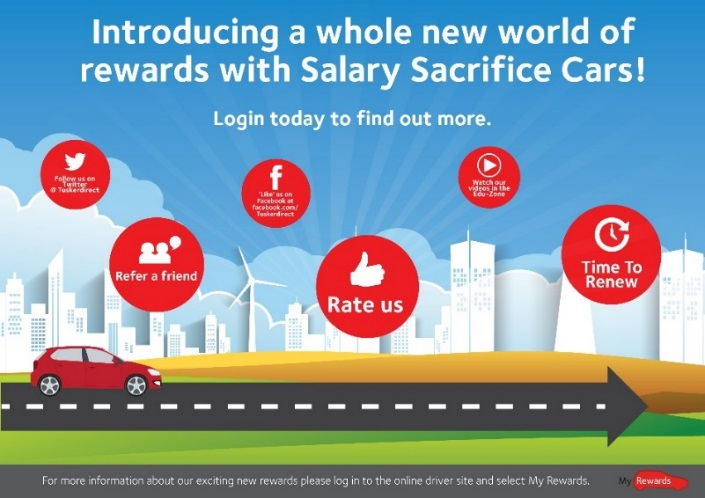 Introducing a whole new world of
rewards with Salary Sacrifice Cars!
Login today to find out more.
Follow us on
Twitter
@Tuskerdirect
"Like" us on
Facebook at
facebook.com/
Tuskerdirect
Watch our
videos in the
Edu-Zone
Refer a friend
Rate us
Time To
Renew
For more information about our exciting new rewards please log in to the online driver site and select My Rewards.
My Rewards